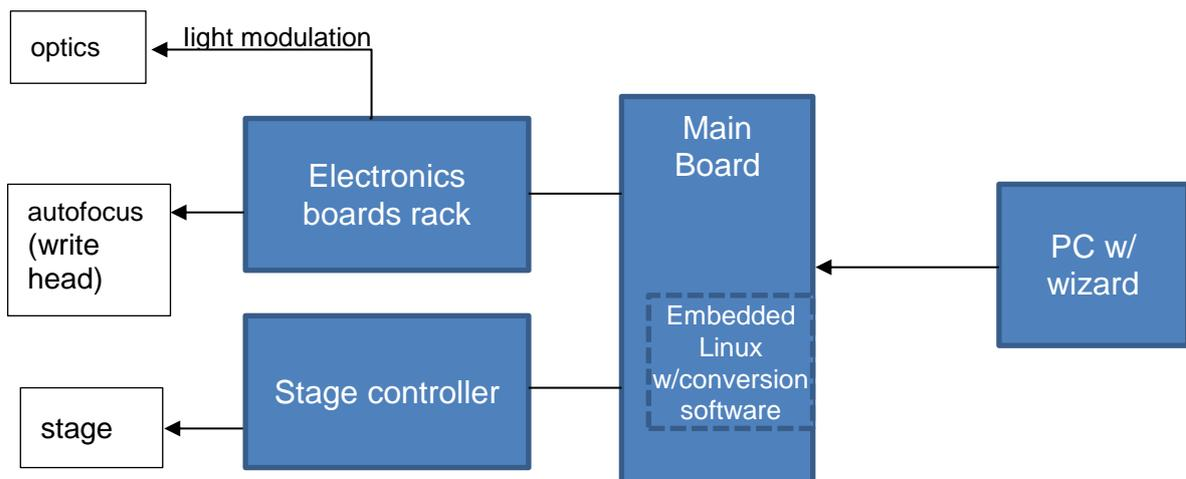 optics
light modulation
Electronics
boards rack
autofocus
(write
head)
Stage controller
stage
Main
Board
Embedded
Linux
w/conversion
software
PC w/
wizard